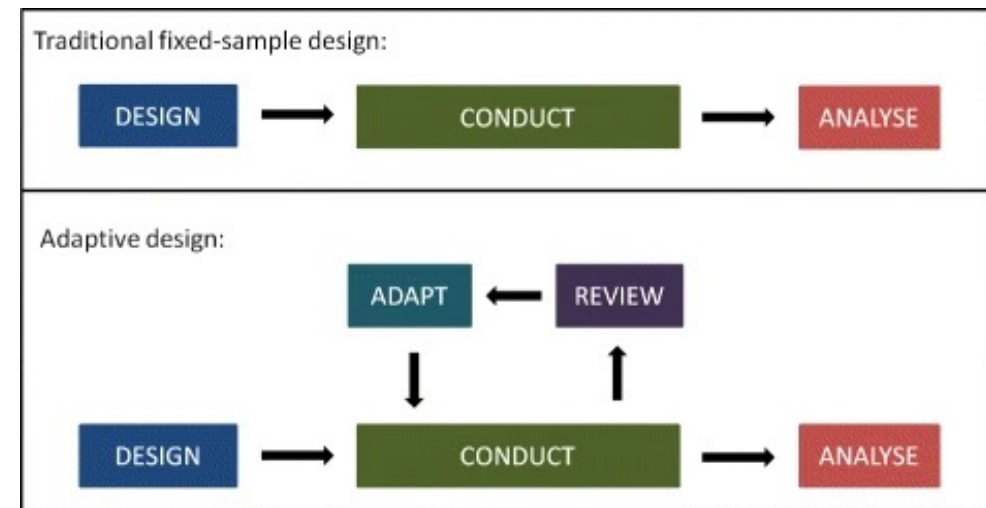 Traditional fixed-sample design:
DESIGN CONDUCT ANALYSE
Adaptive design:
ADAPT REVIEW
DESIGN CONDUCT ANALYSE